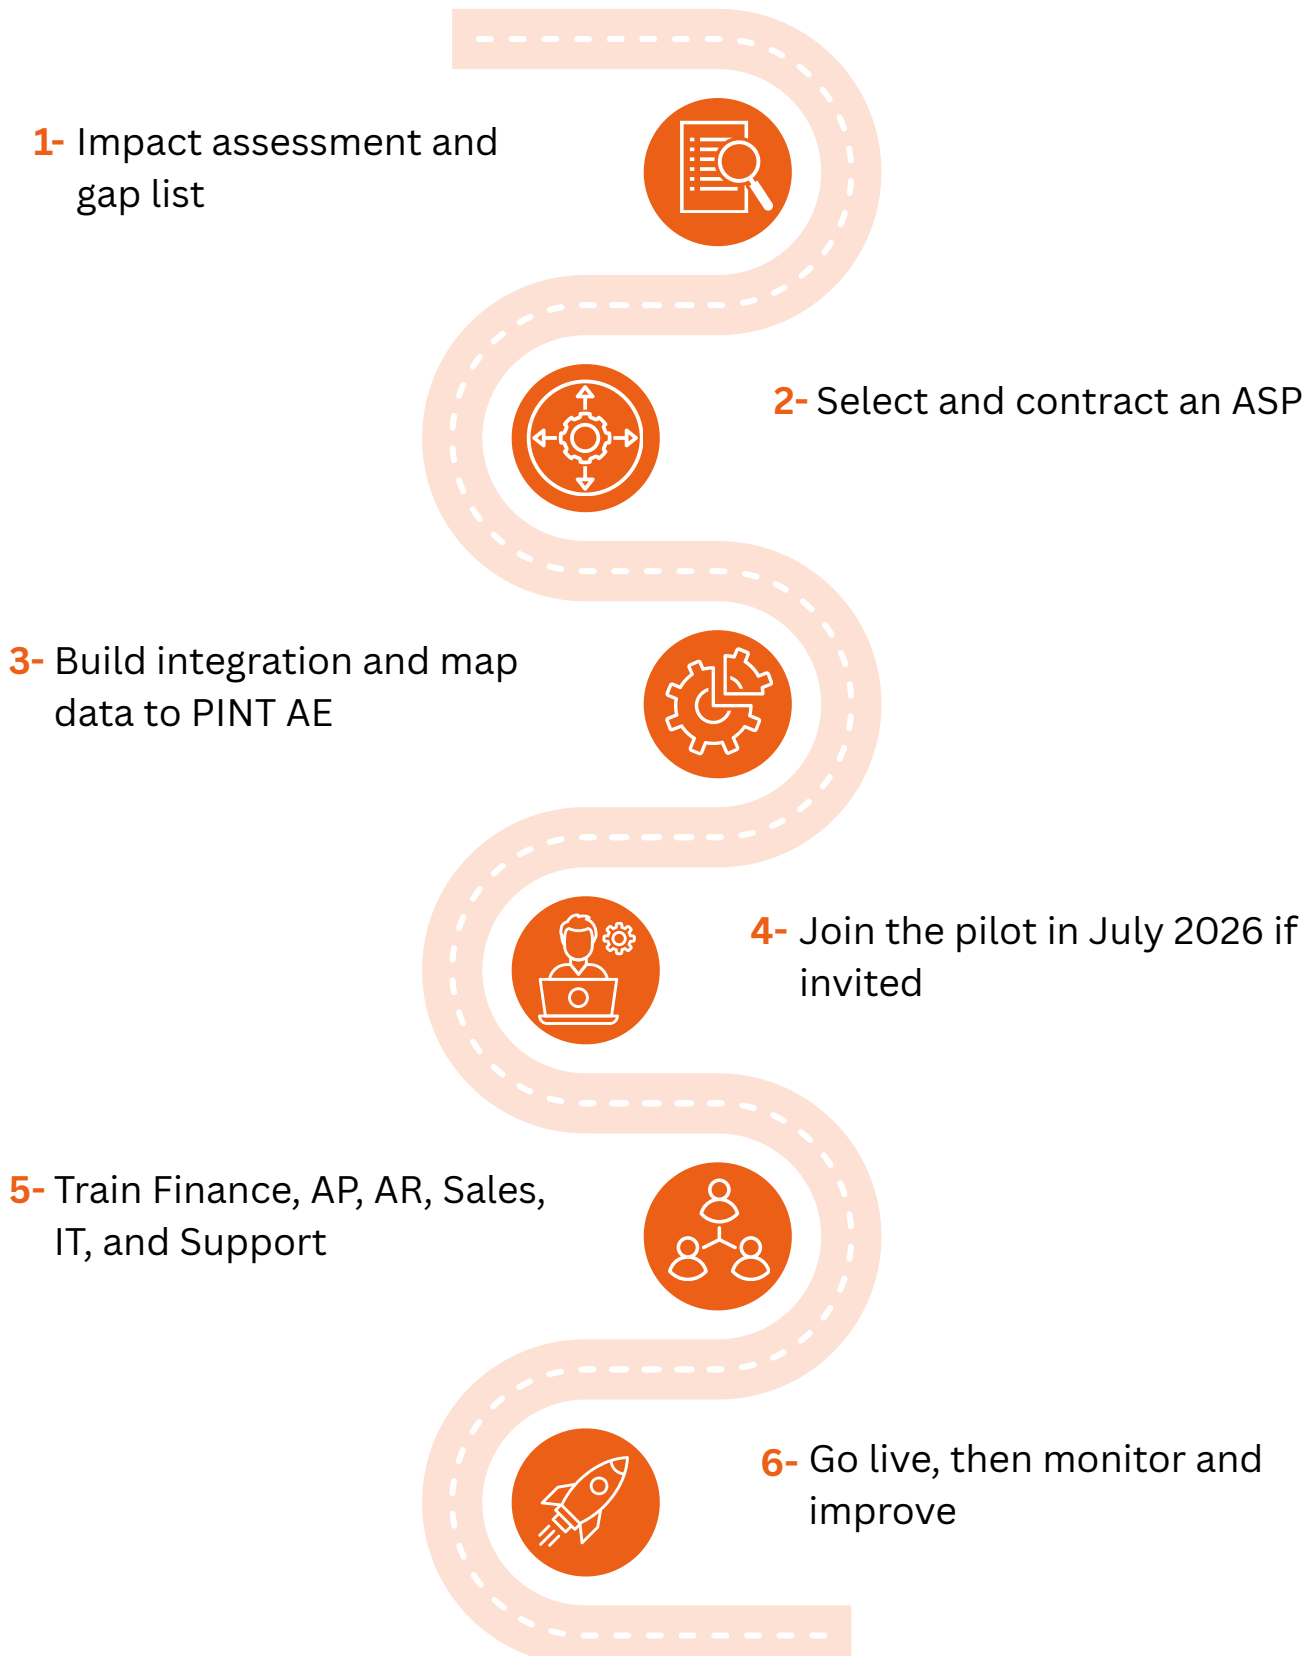 1- Impact assessment and
gap list
2- Select and contract an ASP
3- Build integration and map
data to PINT AE
4- Join the pilot in July 2026 if
invited
5- Train Finance, AP, AR, Sales,
IT, and Support
6- Go live, then monitor and
improve